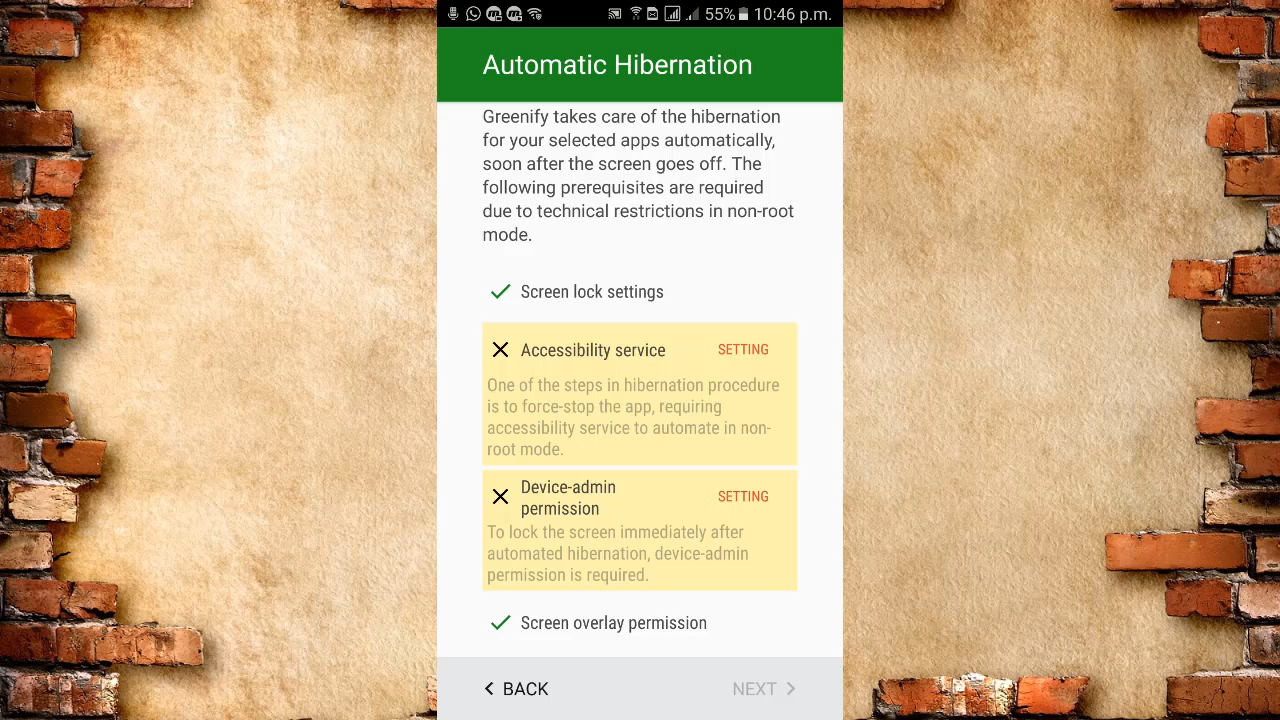 55% 10:46 p.m.
Automatic Hibernation
Greenify takes care of the hibernation
for your selected apps automatically,
soon after the screen goes off. The
following prerequisites are required
due to technical restrictions in non-root
mode.
Screen lock settings
Accessibility service SETTING
One of the steps in hibernation procedure
is to force-stop the app, requiring
accessibility service to automate in non-
root mode.
Device-admin
permission SETTING
To lock the screen immediately after
automated hibernation, device-admin
permission is required.
Screen overlay permission
BACK NEXT